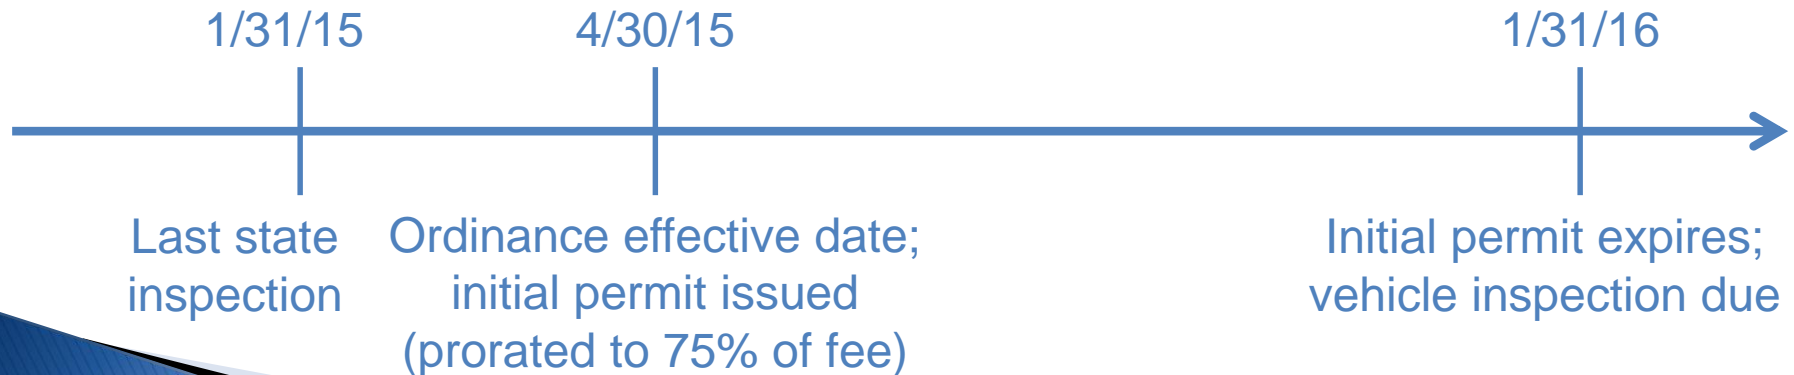 1/31/15
4/30/15
1/31/16
Last state
inspection
Ordinance effective date;
initial permit issued
(prorated to 75% of fee)
Initial permit expires;
vehicle inspection due